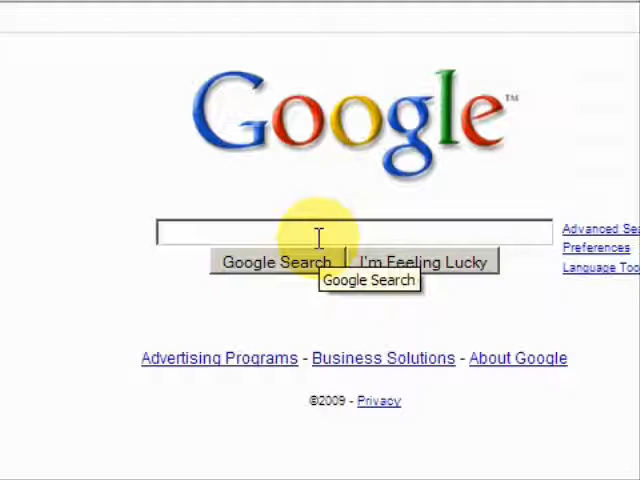 Google™
Advanced Sea
Preferences
Language Too
Google Search I'm Feeling Lucky
Google Search
Advertising Programs - Business Solutions - About Google
©2009 - Privacy